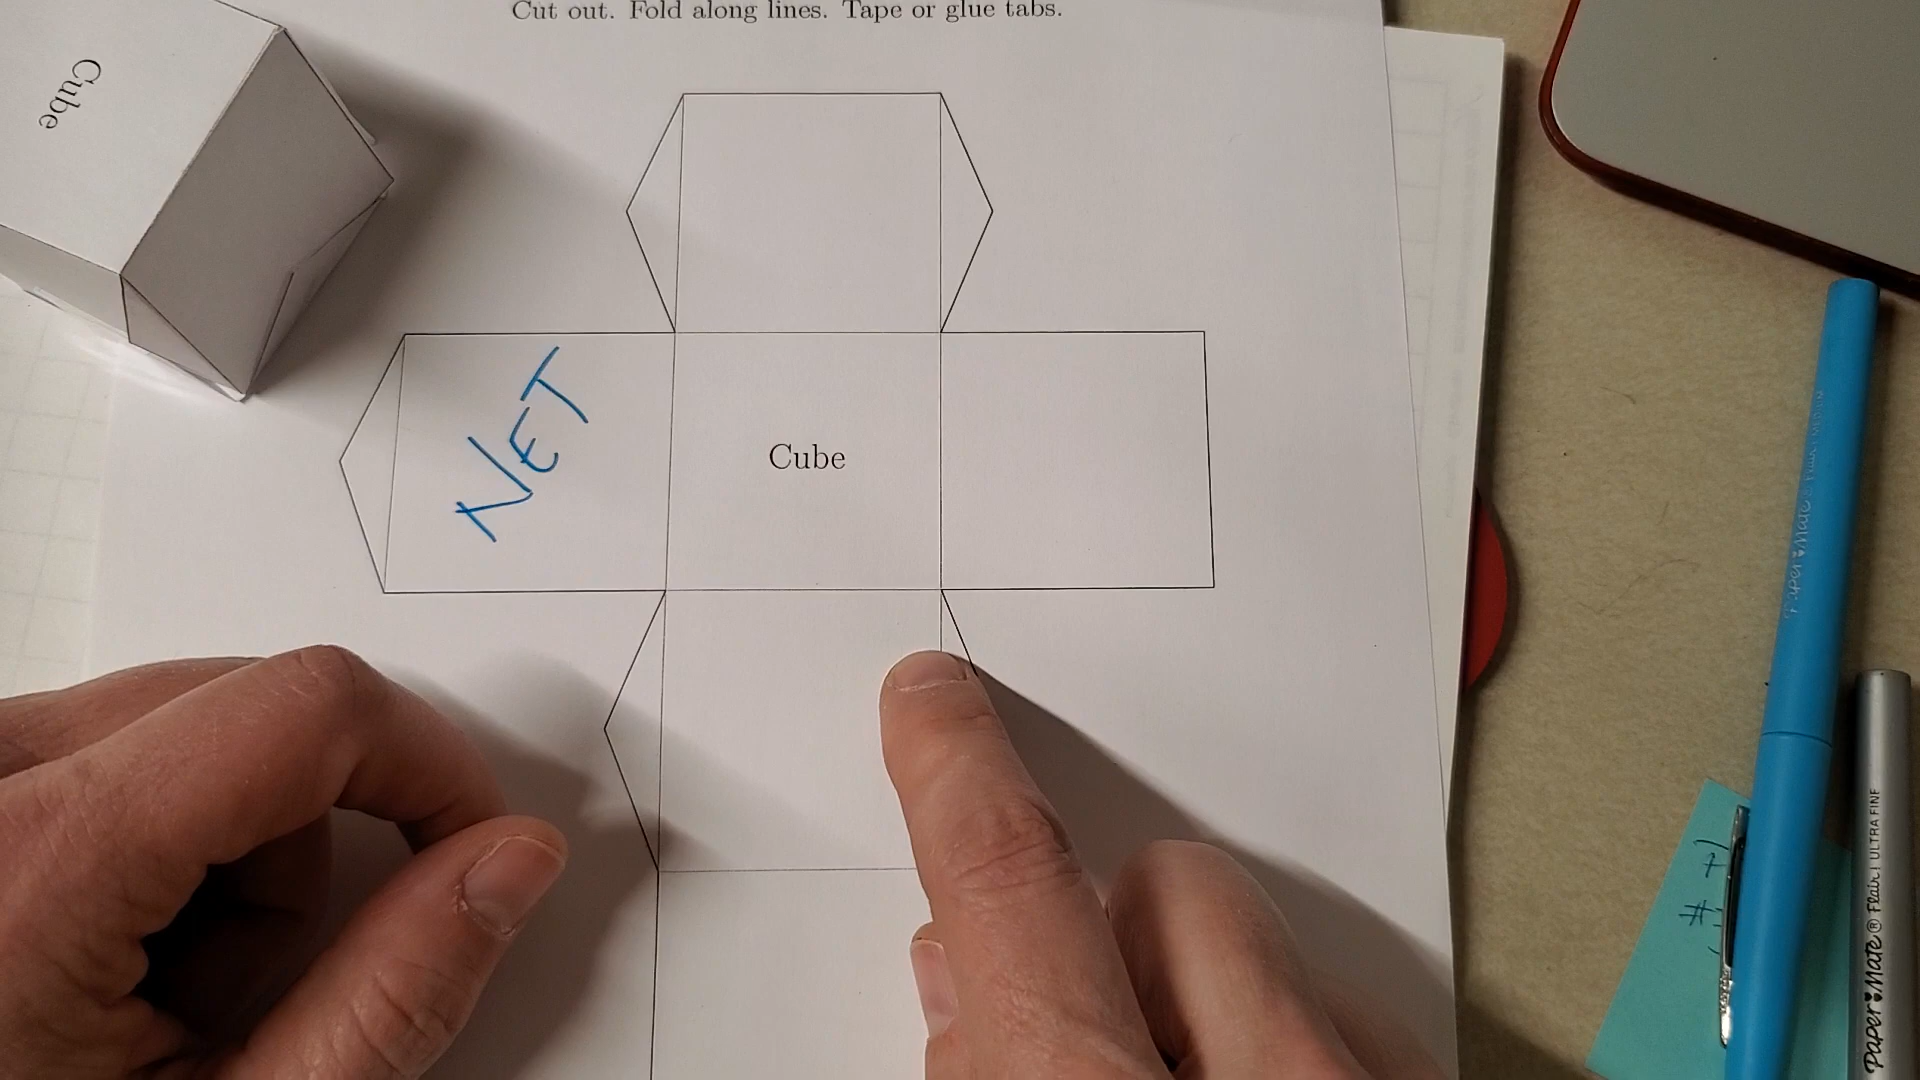 Cut out. Fold along lines. Tape or glue tabs.
Cube
Cube
NET
Paper Mate® Flair
PAPER MATE® Flair | ULTRA FINE